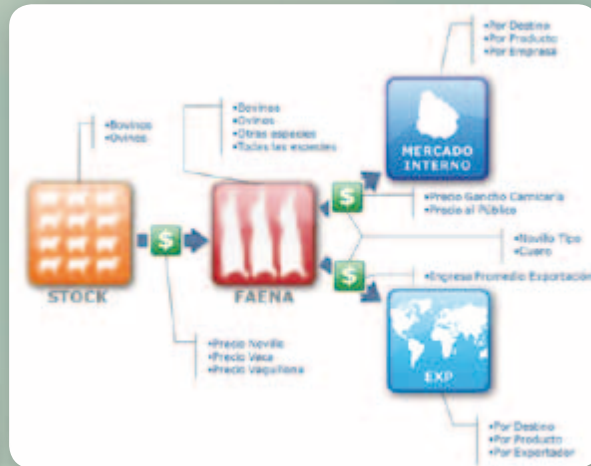 •Por Destino
•Por Producto
•Por Empresa
•Bovinos
•Ovinos
•Bovinos
•Ovinos
•Otras especies
•Todas las especies
MERCADO
INTERNO
•Precio Gancho Carnicería
•Precio al Público
$
$
•Novillo Tipo
•Cuero
$
•Ingreso Promedio Exportación
STOCK
FAENA
•Precio Novillo
•Precio Vaca
•Precio Vaquillona
EXP
•Por Destino
•Por Producto
•Por Exportador